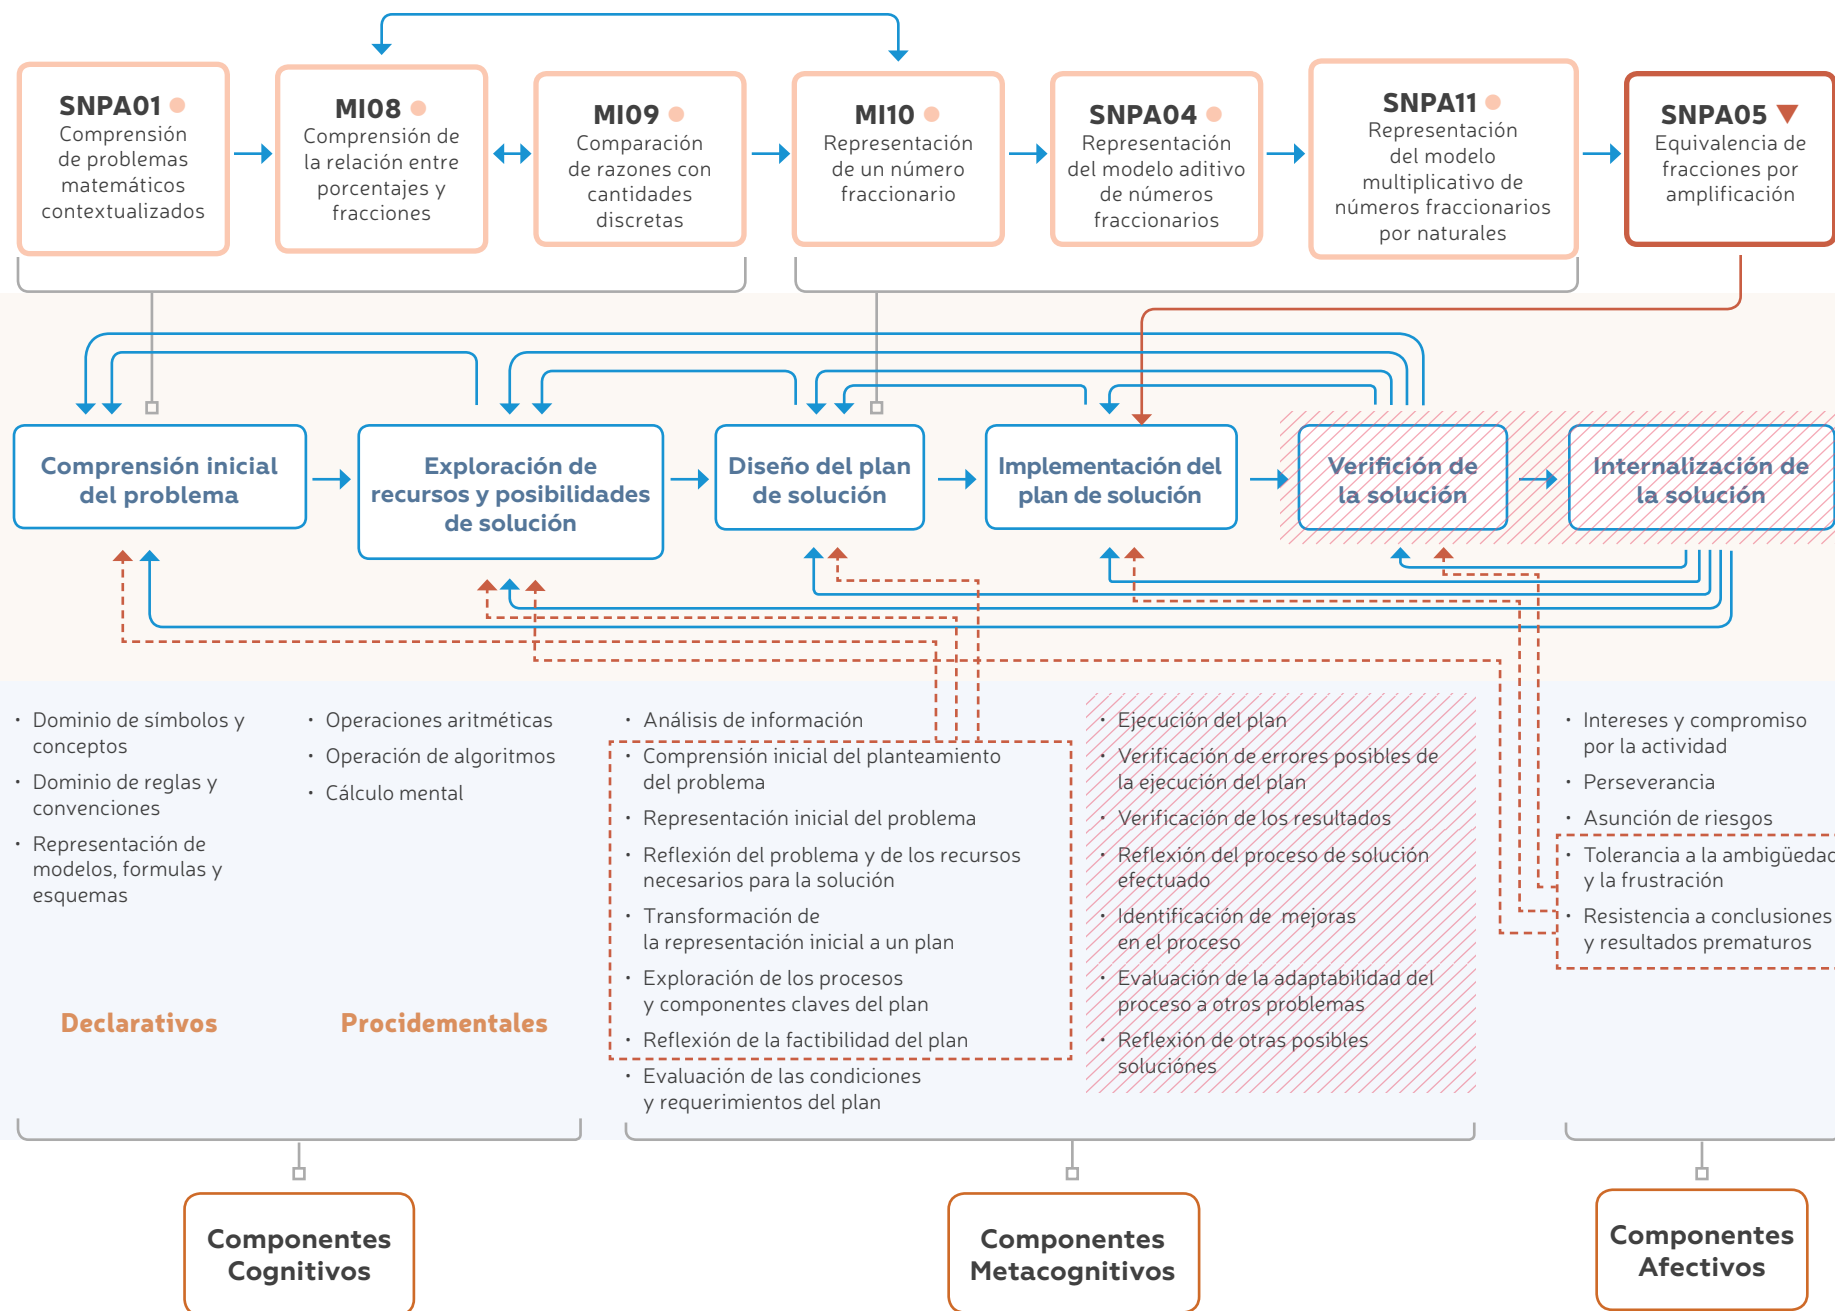 SNPA01
Comprensión
de problemas
matemáticos
contextualizados
MI08
Comprensión de
la relación entre
porcentajes y
fracciones
MI09
Comparación
de razones con
cantidades
discretas
MI10
Representación
de un número
fraccionario
SNPA04
Representación
del modelo aditivo
de números
fraccionarios
SNPA11
Representación
del modelo
multiplicativo de
números fraccionarios
por naturales
SNPA05
Equivalencia de
fracciones por
amplificación
Comprensión inicial
del problema
Exploración de
recursos y posibilidades
de solución
Diseño del plan
de solución
Implementación del
plan de solución
Verifición de
la solución
Internalización de
la solución
· Dominio de símbolos y
conceptos
· Dominio de reglas y
convenciones
· Representación de
modelos, formulas y
esquemas
Declarativos
· Operaciones aritméticas
· Operación de algoritmos
· Cálculo mental
Procidementales
· Análisis de información
· Comprensión inicial del planteamiento
del problema
· Representación inicial del problema
· Reflexión del problema y de los recursos
necesarios para la solución
· Transformación de
la representación inicial a un plan
· Exploración de los procesos
y componentes claves del plan
· Reflexión de la factibilidad del plan
· Evaluación de las condiciones
y requerimientos del plan
· Ejecución del plan
· Verificación de errores posibles de
la ejecución del plan
· Verificación de los resultados
· Reflexión del proceso de solución
efectuado
· Identificación de mejoras
en el proceso
· Evaluación de la adaptabilidad del
proceso a otros problemas
· Reflexión de otras posibles
soluciónes
· Intereses y compromiso
por la actividad
· Perseverancia
· Asunción de riesgos
· Tolerancia a la ambigüedad
y la frustración
· Resistencia a conclusiones
y resultados prematuros
Componentes
Cognitivos
Componentes
Metacognitivos
Componentes
Afectivos